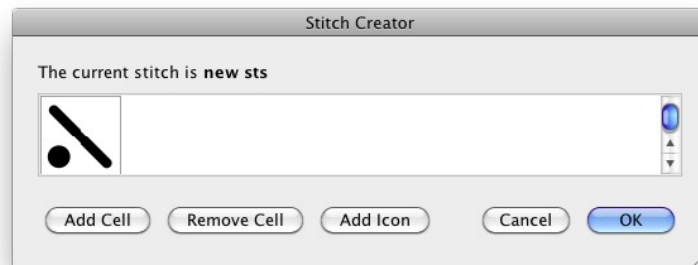 Stitch Creator
The current stitch is new sts
Add Cell Remove Cell Add Icon Cancel OK